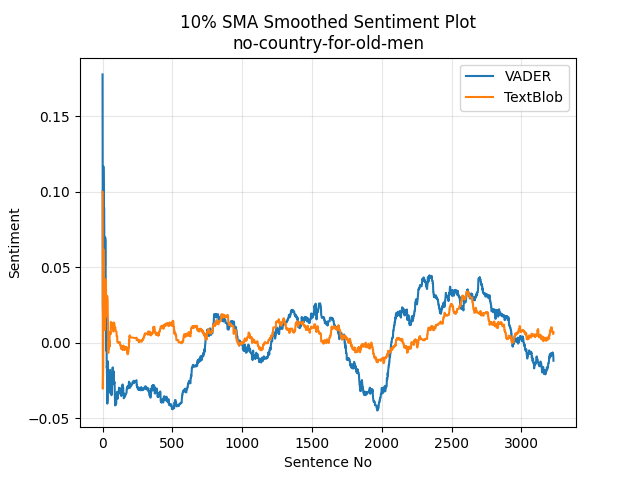 10% SMA Smoothed Sentiment Plot
no-country-for-old-men
VADER
TextBlob
Sentiment
0.15
0.10
0.05
0.00
−0.05
0
500
1000
1500
2000
2500
3000
Sentence No